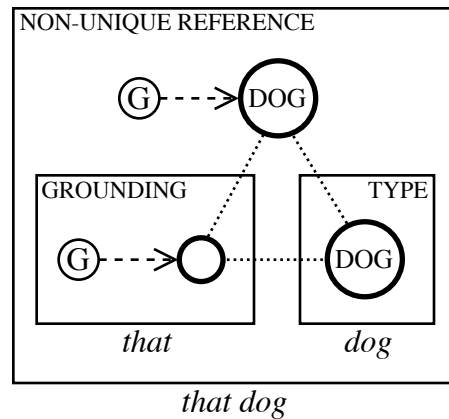 NON-UNIQUE REFERENCE
G DOG
GROUNDING TYPE
G DOG
that dog
that dog